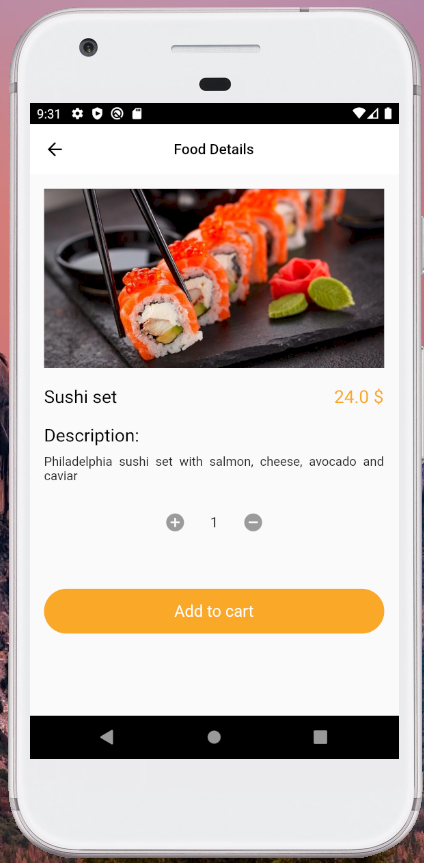 9:31
Food Details
Sushi set
24.0 $
Description:
Philadelphia sushi set with salmon, cheese, avocado and
caviar
1
Add to cart